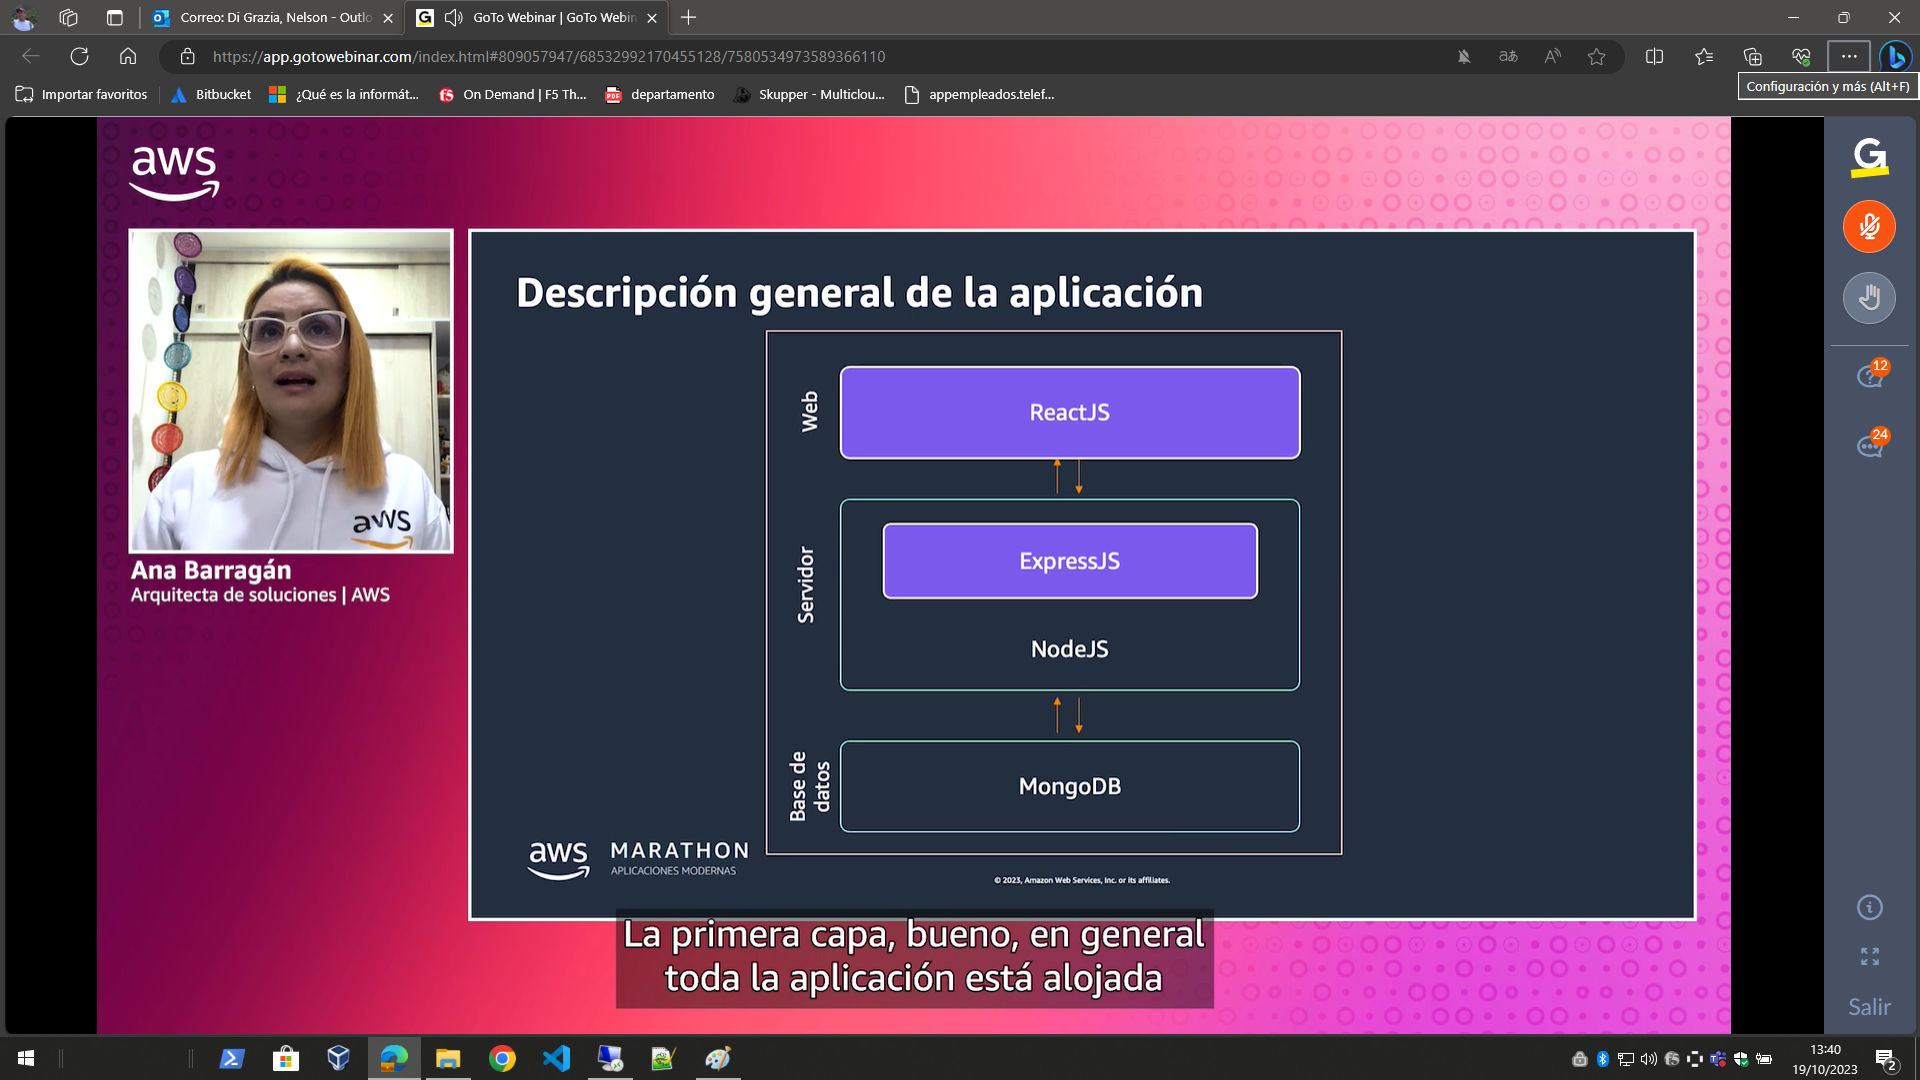 Correo: Di Grazia, Nelson - Outlo
GoTo Webinar | GoTo Webin
https://app.gotowebinar.com/index.html#809057947/68532992170455128/7580534973589366110
Importar favoritos
Bitbucket
¿Qué es la informát...
On Demand | F5 Th...
PDF
departamento
Skupper - Multiclou...
appempleados.telef...
Configuración y más (Alt+F)
aws
Descripción general de la aplicación
Web
ReactJS
Servidor
ExpressJS
NodeJS
Base de
datos
MongoDB
aws
Ana Barragán
Arquitecta de soluciones | AWS
aws
MARATHON
APLICACIONES MODERNAS
© 2023, Amazon Web Services, Inc. or its affiliates.
La primera capa, bueno, en general
toda la aplicación está alojada
G
12
24
Salir
13:40
19/10/2023
2